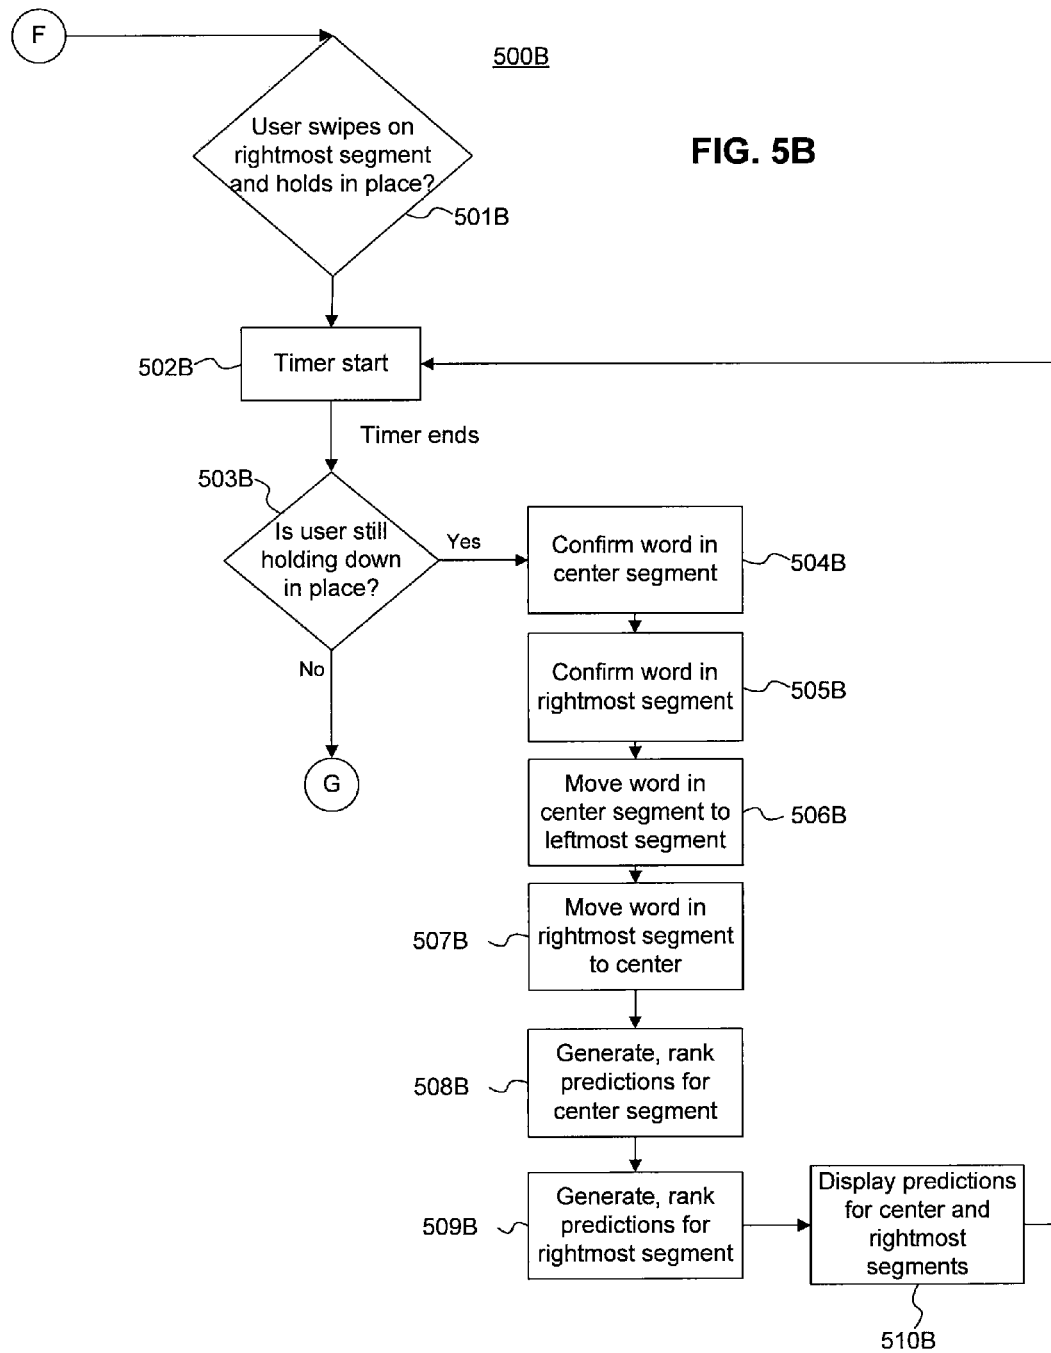 F
500B
FIG. 5B
User swipes on
rightmost segment
and holds in place?
501B
Timer start
502B
Timer ends
503B
Is user still
holding down
in place?
Yes
No
G
Confirm word in
center segment
504B
Confirm word in
rightmost segment
505B
Move word in
center segment to
leftmost segment
506B
Move word in
rightmost segment
to center
507B
Generate, rank
predictions for
center segment
508B
Generate, rank
predictions for
rightmost segment
509B
Display predictions
for center and
rightmost
segments
510B